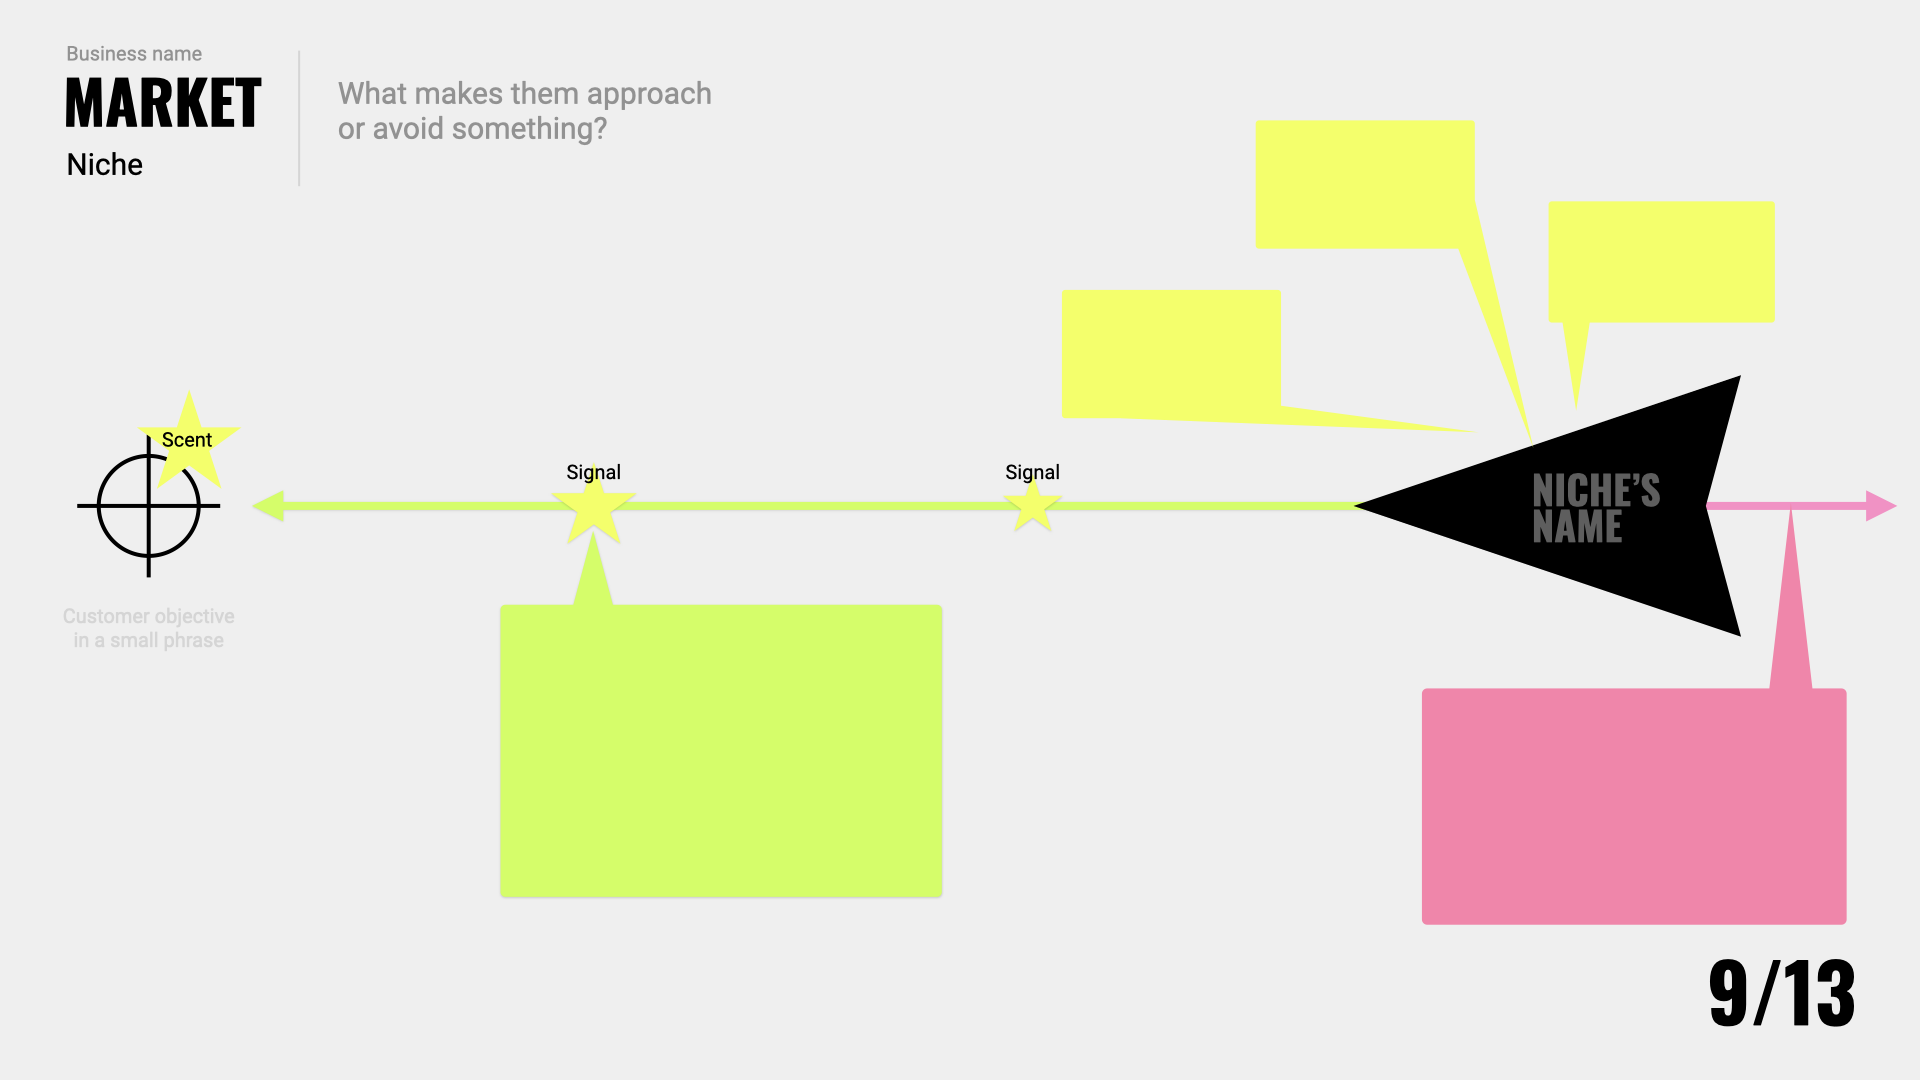 Business name
MARKET
Niche
What makes them approach
or avoid something?
Scent
Signal
Signal
NICHE'S
NAME
Customer objective
in a small phrase
9/13